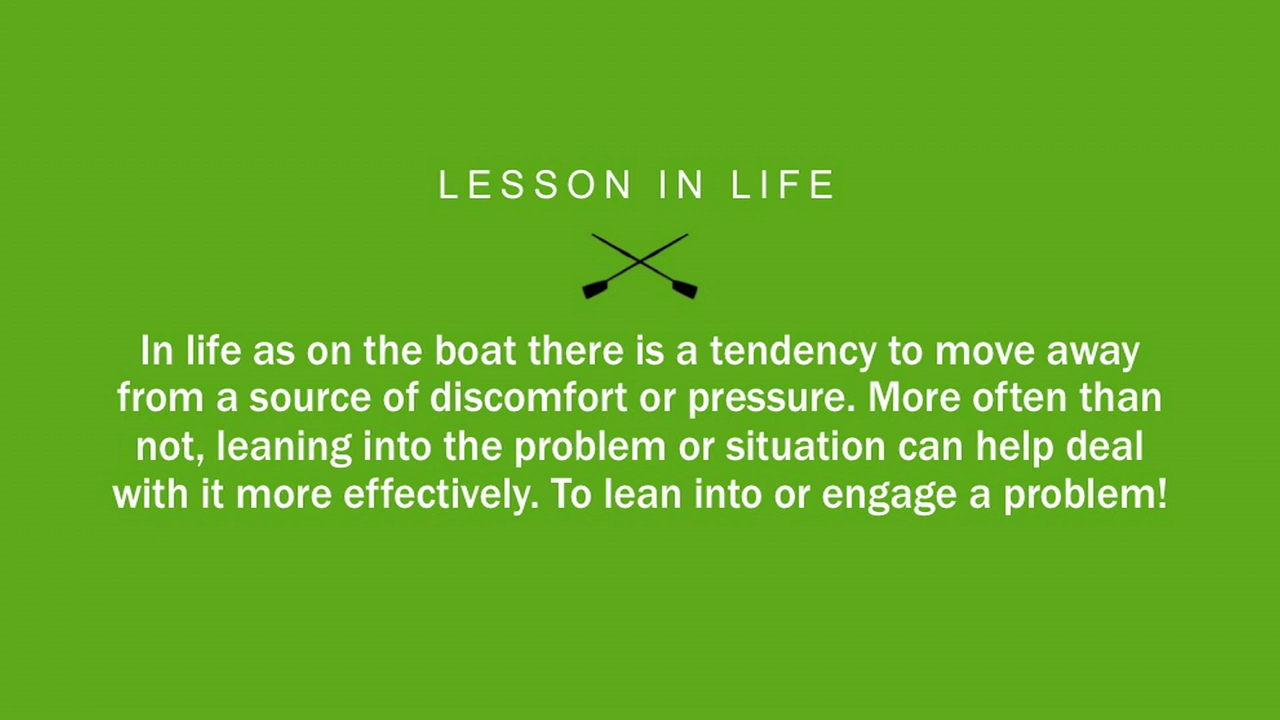 LESSON IN LIFE
In life as on the boat there is a tendency to move away
from a source of discomfort or pressure. More often than
not, leaning into the problem or situation can help deal
with it more effectively. To lean into or engage a problem!